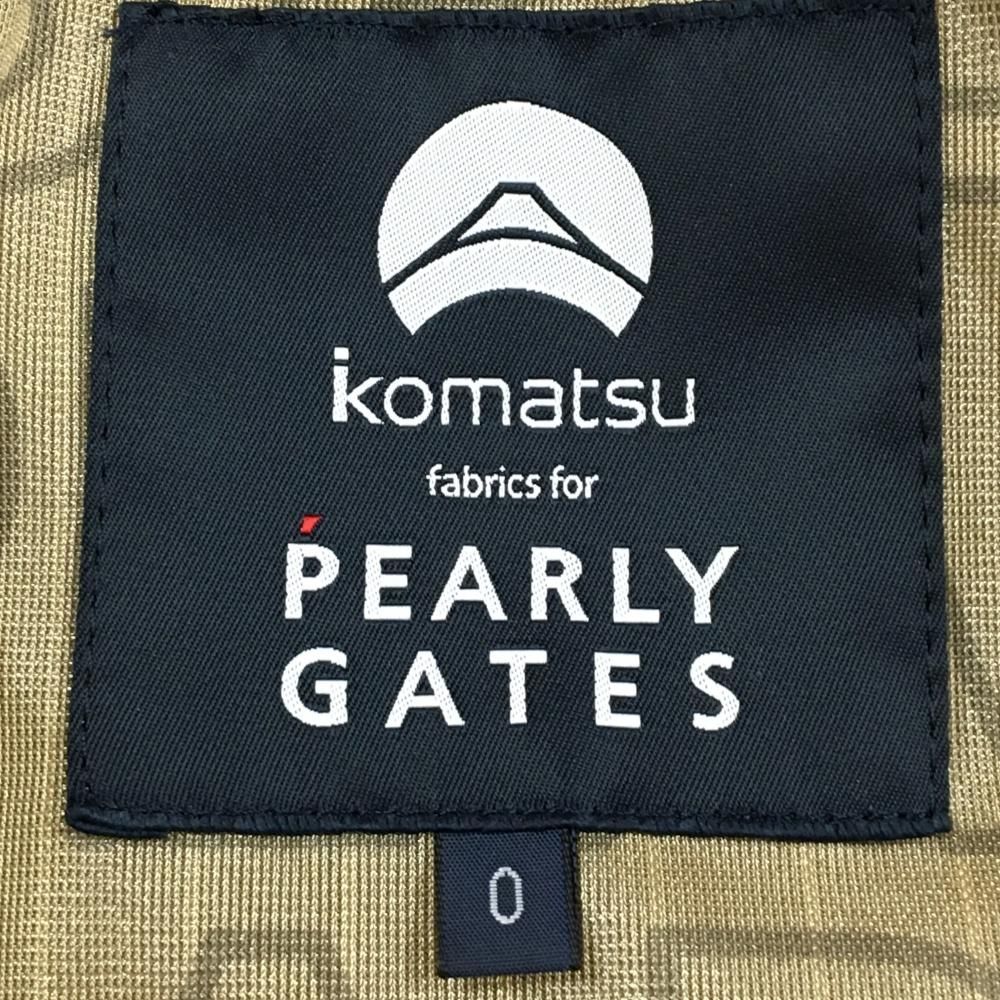 komatsu
fabrics for
PEARLY
GATES
0